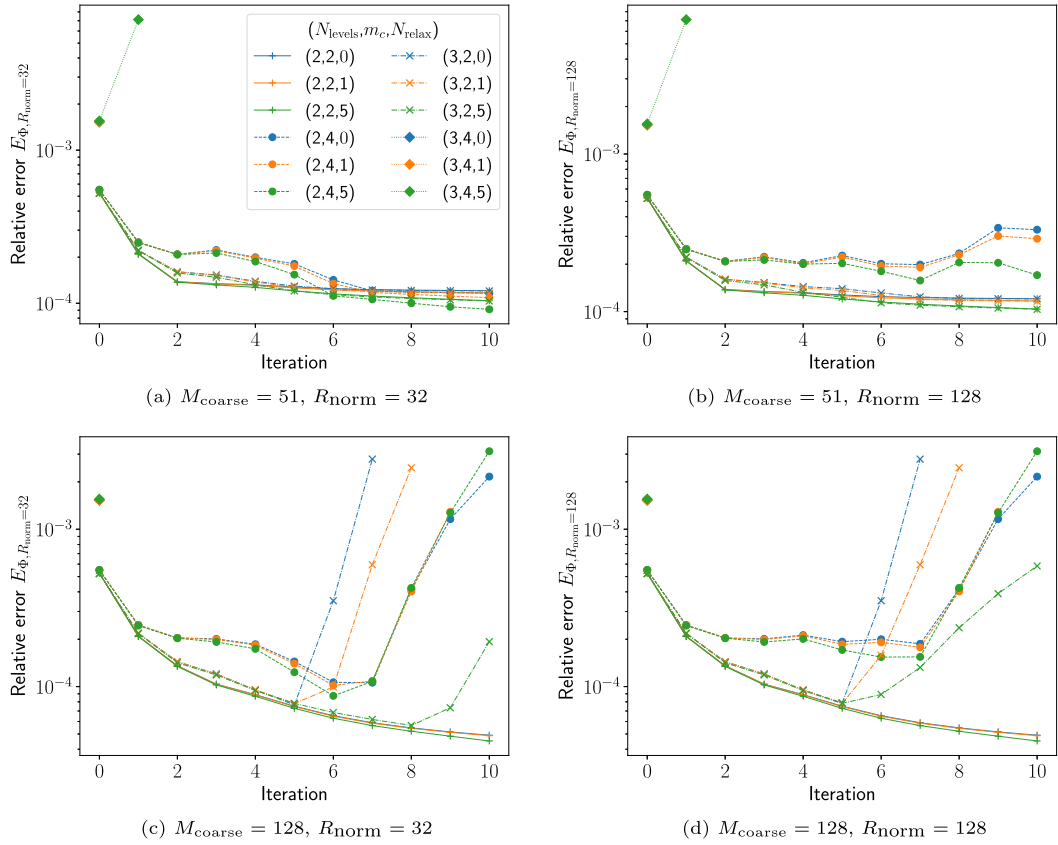 Relative error E_{Φ,R_norm=32}
10^{-3}
10^{-4}
(N_levels,m_c,N_relax)
(2,2,0) (3,2,0)
(2,2,1) (3,2,1)
(2,2,5) (3,2,5)
(2,4,0) (3,4,0)
(2,4,1) (3,4,1)
(2,4,5) (3,4,5)
0 2 4 6 8 10
Iteration
(a) M_coarse = 51, R_norm = 32
Relative error E_{Φ,R_norm=128}
10^{-3}
10^{-4}
0 2 4 6 8 10
Iteration
(b) M_coarse = 51, R_norm = 128
Relative error E_{Φ,R_norm=32}
10^{-3}
10^{-4}
0 2 4 6 8 10
Iteration
(c) M_coarse = 128, R_norm = 32
Relative error E_{Φ,R_norm=128}
10^{-3}
10^{-4}
0 2 4 6 8 10
Iteration
(d) M_coarse = 128, R_norm = 128